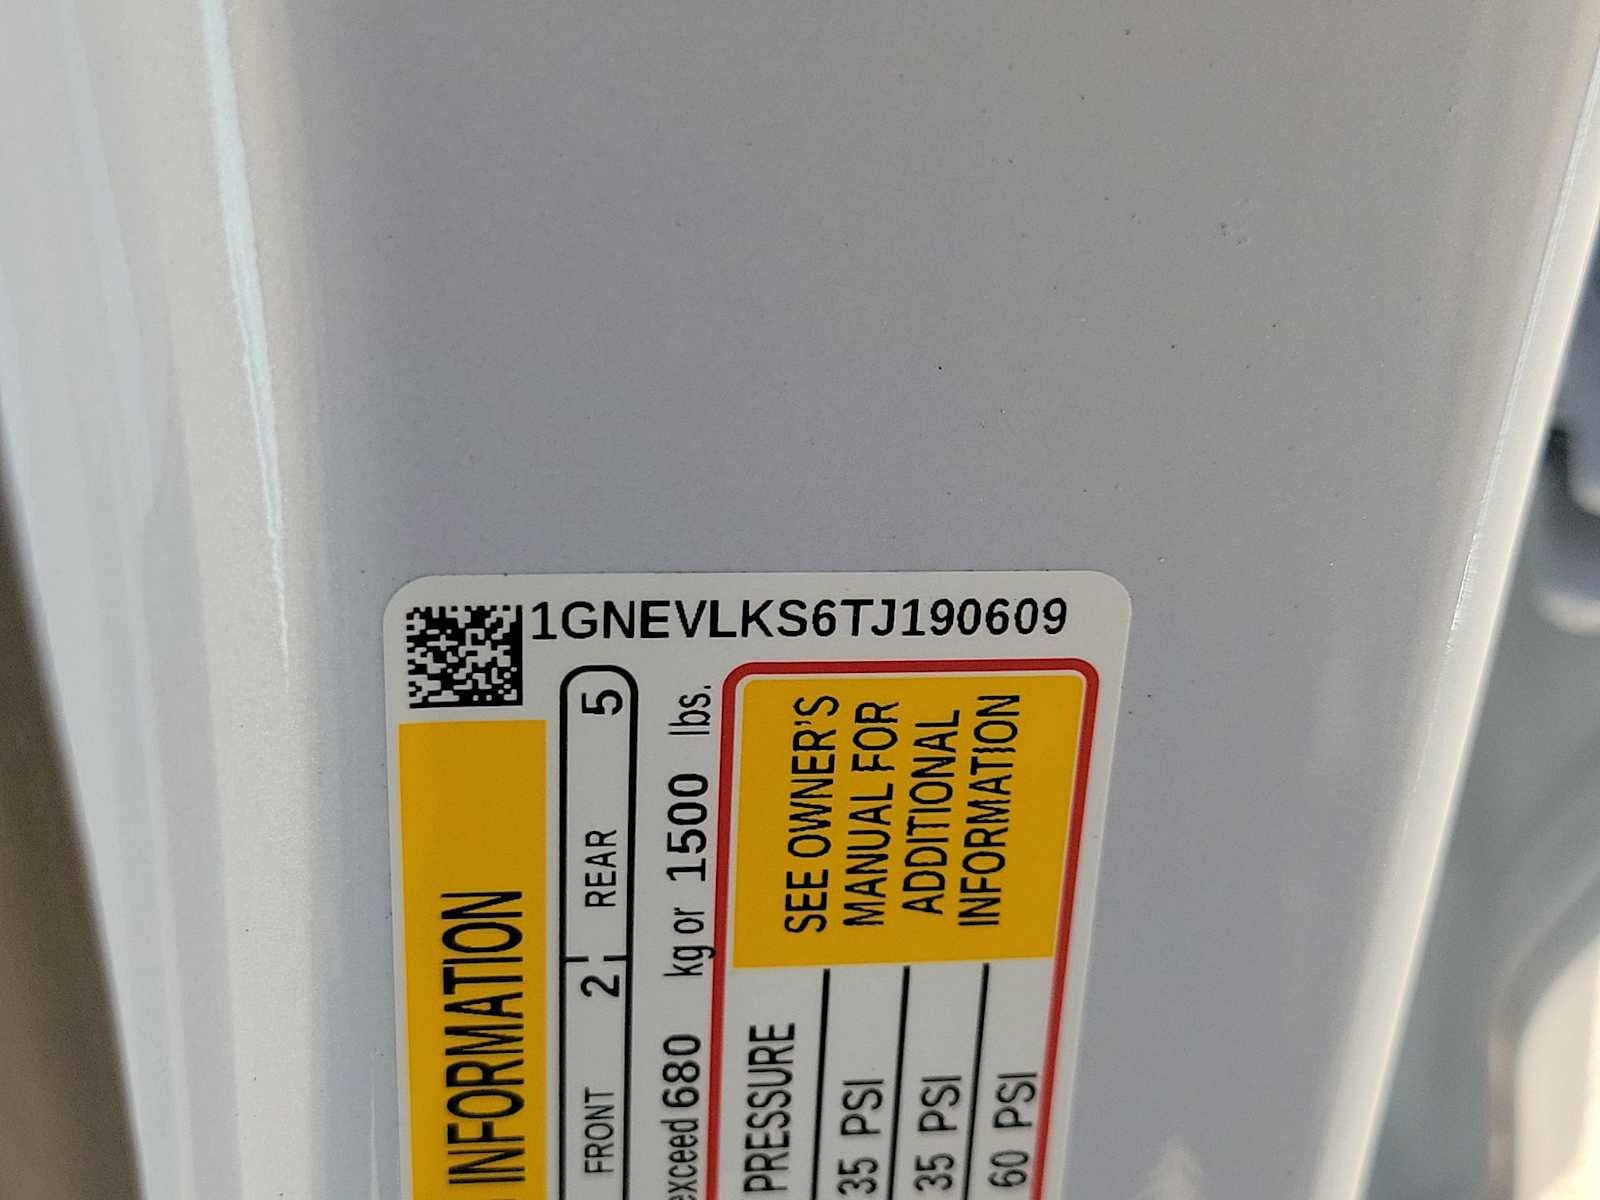 1GNEVLKS6TJ190609
INFORMATION
FRONT 2 REAR 5
exceed 680 kg or 1500 lbs.
PRESSURE
35 PSI
35 PSI
60 PSI
SEE OWNER'S
MANUAL FOR
ADDITIONAL
INFORMATION